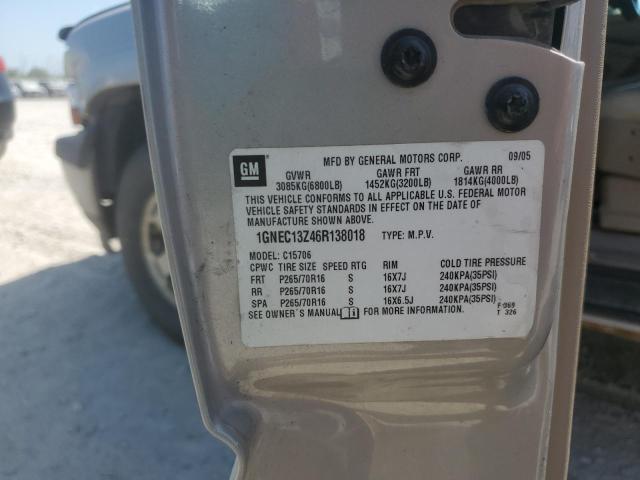 GM
MFD BY GENERAL MOTORS CORP. 09/05
GVWR GAWR FRT GAWR RR
3085KG(6800LB) 1452KG(3200LB) 1814KG(4000LB)
THIS VEHICLE CONFORMS TO ALL APPLICABLE U.S. FEDERAL MOTOR
VEHICLE SAFETY STANDARDS IN EFFECT ON THE DATE OF
MANUFACTURE SHOWN ABOVE.
1GNEC13Z46R138018 TYPE: M.P.V.
MODEL: C15706
CPWC TIRE SIZE SPEED RTG RIM COLD TIRE PRESSURE
FRT P265/70R16 S 16X7J 240KPA(35PSI)
RR P265/70R16 S 16X7J 240KPA(35PSI)
SPA P265/70R16 S 16X6.5J 240KPA(35PSI)
SEE OWNER'S MANUAL FOR MORE INFORMATION.
F 069
T 326